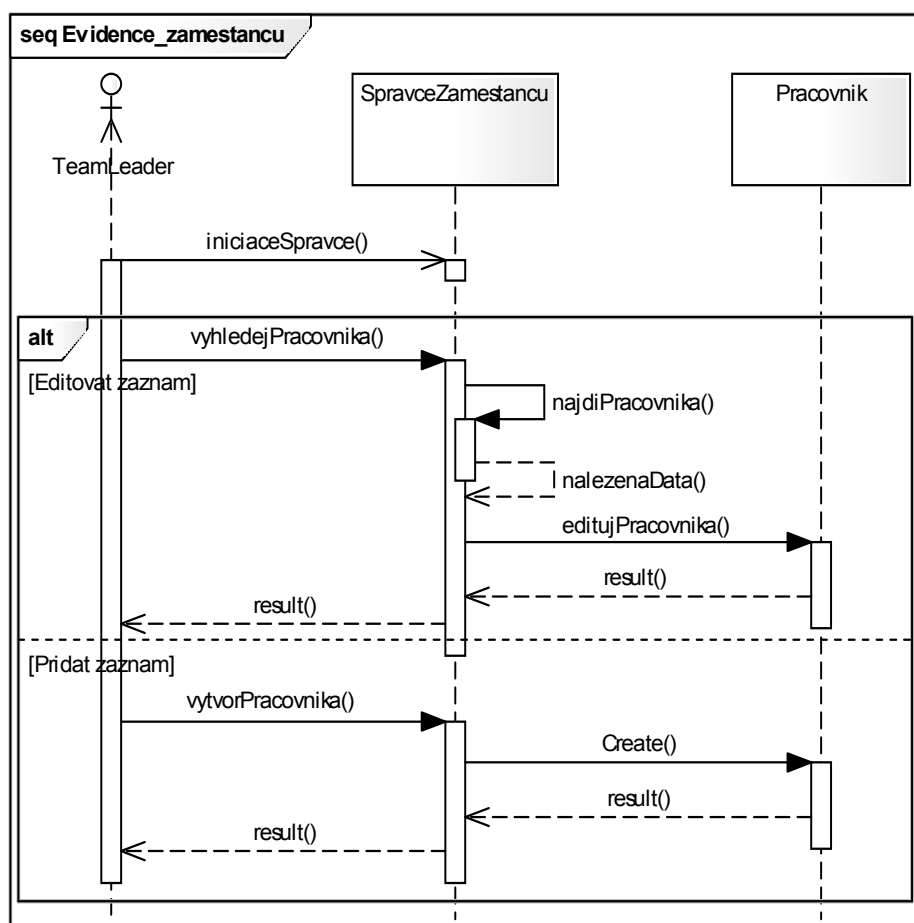 seq Evidence_zamestancu
SpravceZamestancu
Pracovnik
TeamLeader
iniciaceSpravce()
alt
vyhledejPracovnika()
[Editovat zaznam]
najdiPracovnika()
nalezenaData()
editujPracovnika()
result()
result()
[Pridat zaznam]
vytvorPracovnika()
Create()
result()
result()